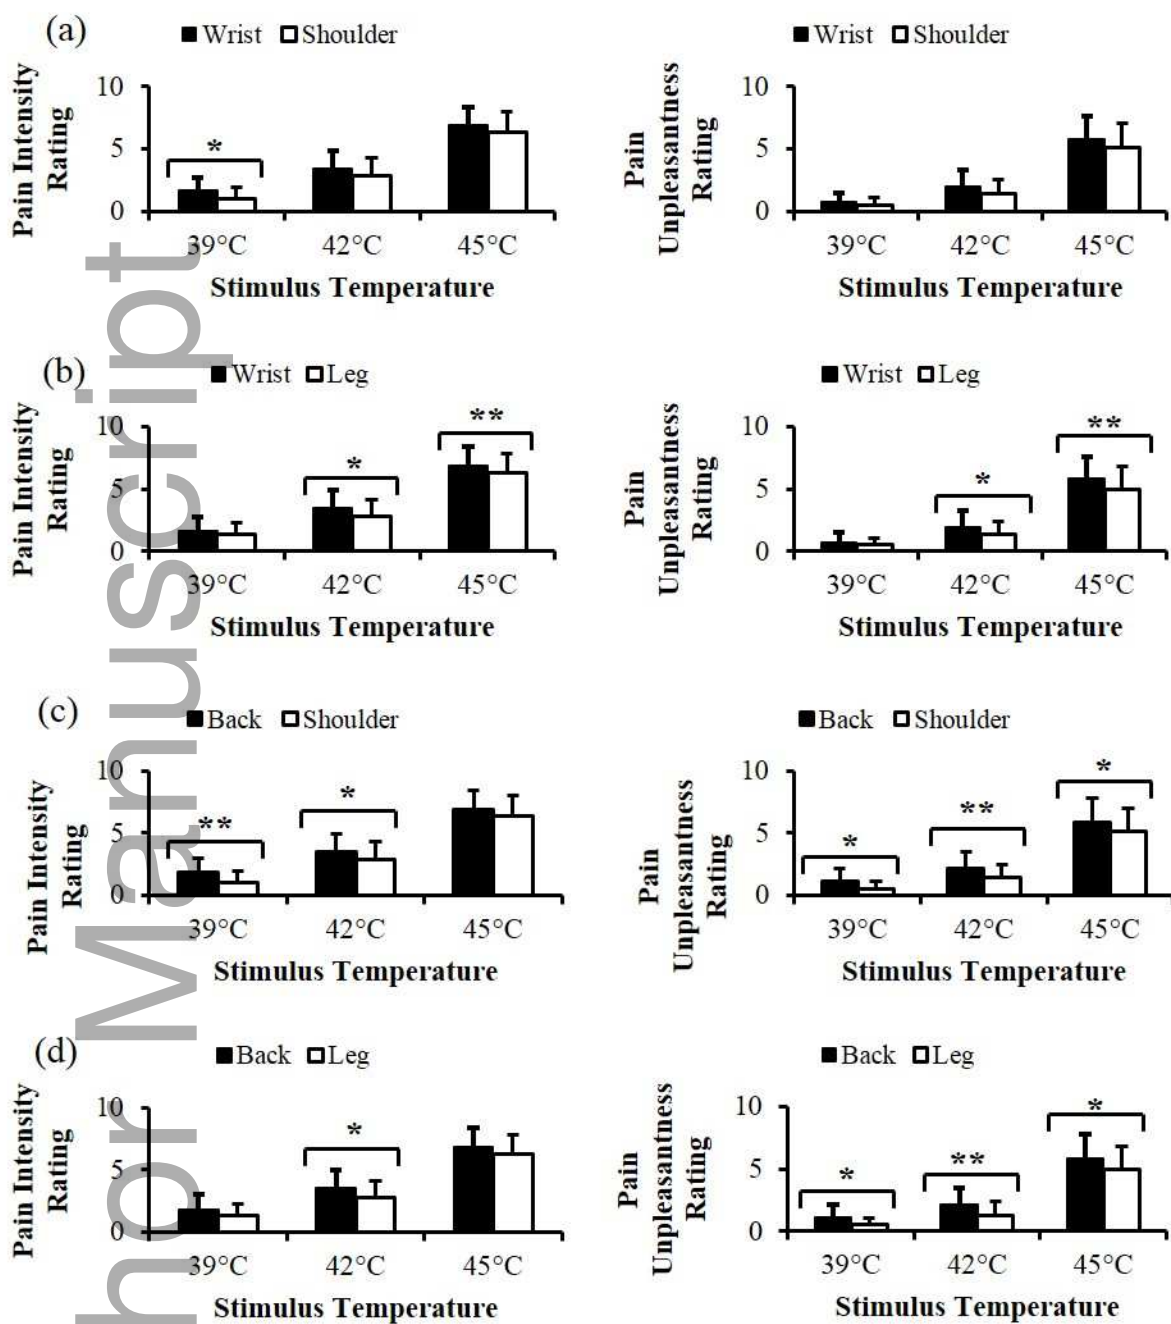 (a)
Wrist Shoulder
Pain Intensity
Rating
10
5
0
*
39°C 42°C 45°C
Stimulus Temperature
Wrist Shoulder
Pain
Unpleasantness
Rating
10
5
0
39°C 42°C 45°C
Stimulus Temperature
(b)
Wrist Leg
Pain Intensity
Rating
10
5
0
* **
39°C 42°C 45°C
Stimulus Temperature
Wrist Leg
Pain
Unpleasantness
Rating
10
5
0
* **
39°C 42°C 45°C
Stimulus Temperature
(c)
Back Shoulder
Pain Intensity
Rating
10
5
0
** *
39°C 42°C 45°C
Stimulus Temperature
Back Shoulder
Pain
Unpleasantness
Rating
10
5
0
* ** *
39°C 42°C 45°C
Stimulus Temperature
(d)
Back Leg
Pain Intensity
Rating
10
5
0
*
39°C 42°C 45°C
Stimulus Temperature
Back Leg
Pain
Unpleasantness
Rating
10
5
0
* ** *
39°C 42°C 45°C
Stimulus Temperature
hor Manuscript